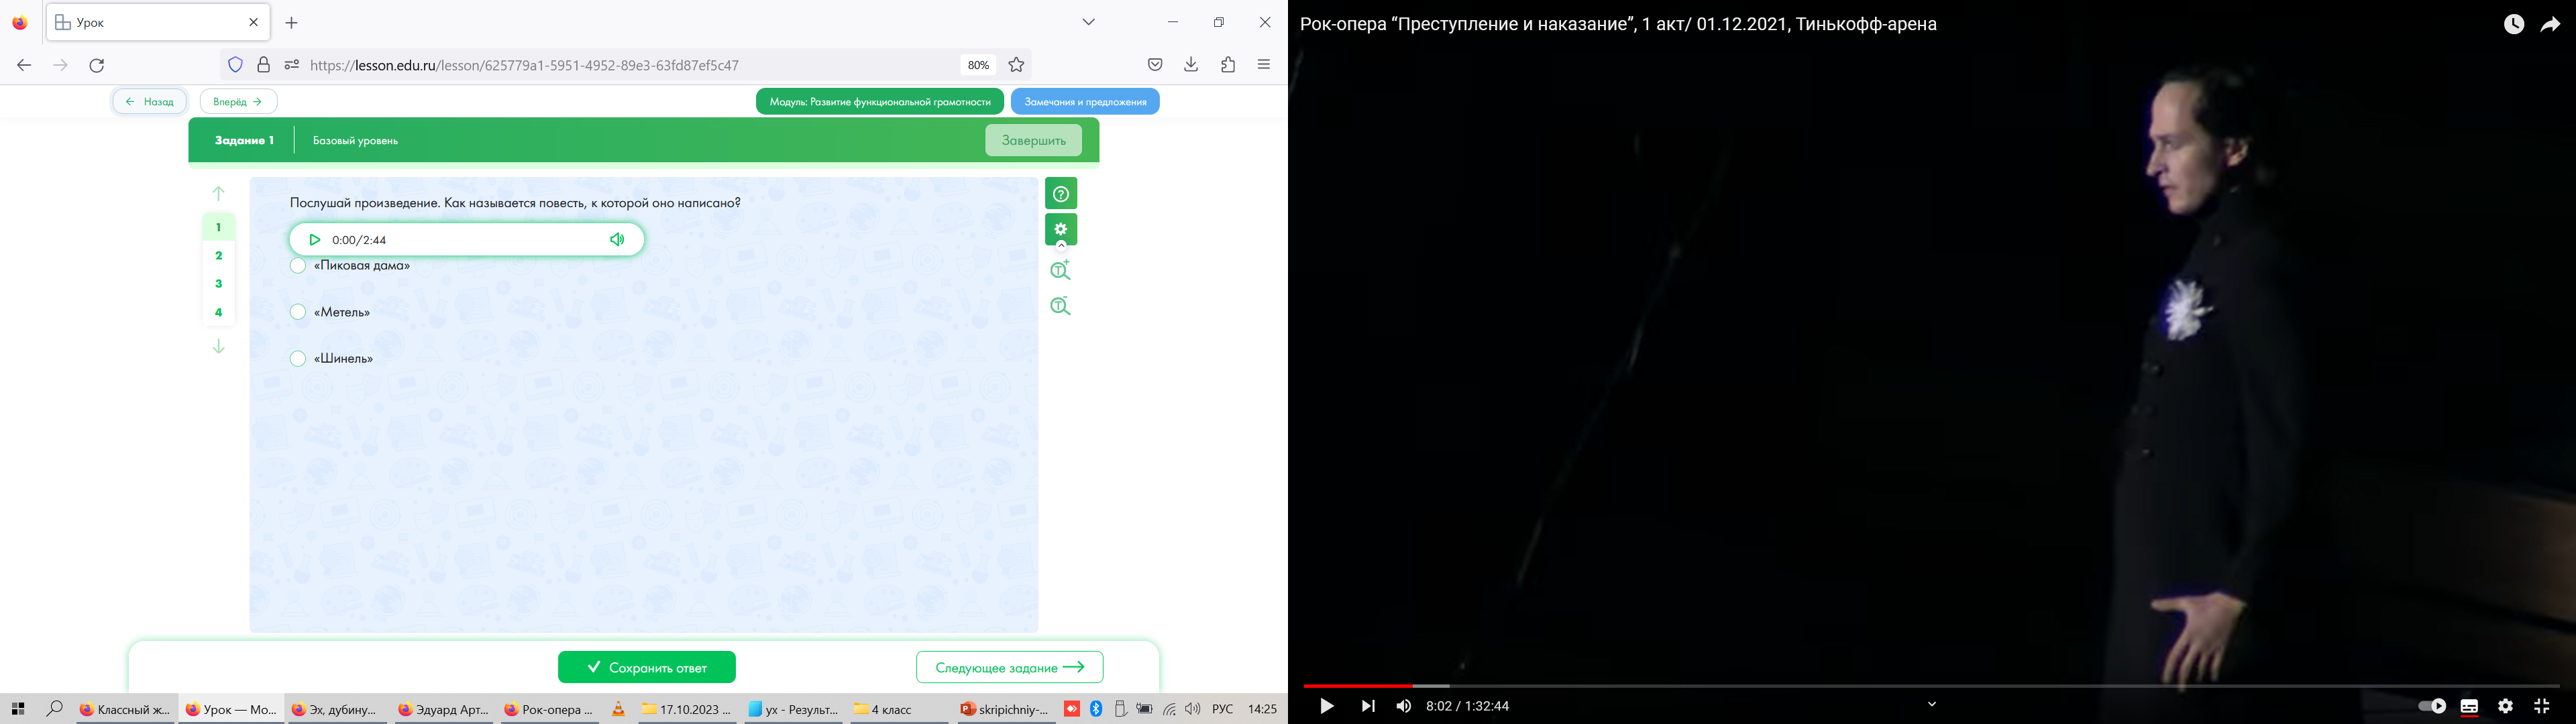 Урок
https://lesson.edu.ru/lesson/625779a1-5951-4952-89e3-63fd87ef5c47
80%
Назад
Вперёд
Модуль: Развитие функциональной грамотности
Замечания и предложения
Задание 1
Базовый уровень
Завершить
1
2
3
4
Послушай произведение. Как называется повесть, к которой оно написано?
0:00/2:44
«Пиковая дама»
«Метель»
«Шинель»
Сохранить ответ
Следующее задание
Классный ж...
Урок — Mo...
Эх, дубину...
Эдуард Арт...
Рок-опера ...
17.10.2023 ...
ух - Результ...
4 класс
skripichniy-...
РУС
14:25
Рок-опера “Преступление и наказание”, 1 акт/ 01.12.2021, Тинькофф-арена
8:02 / 1:32:44